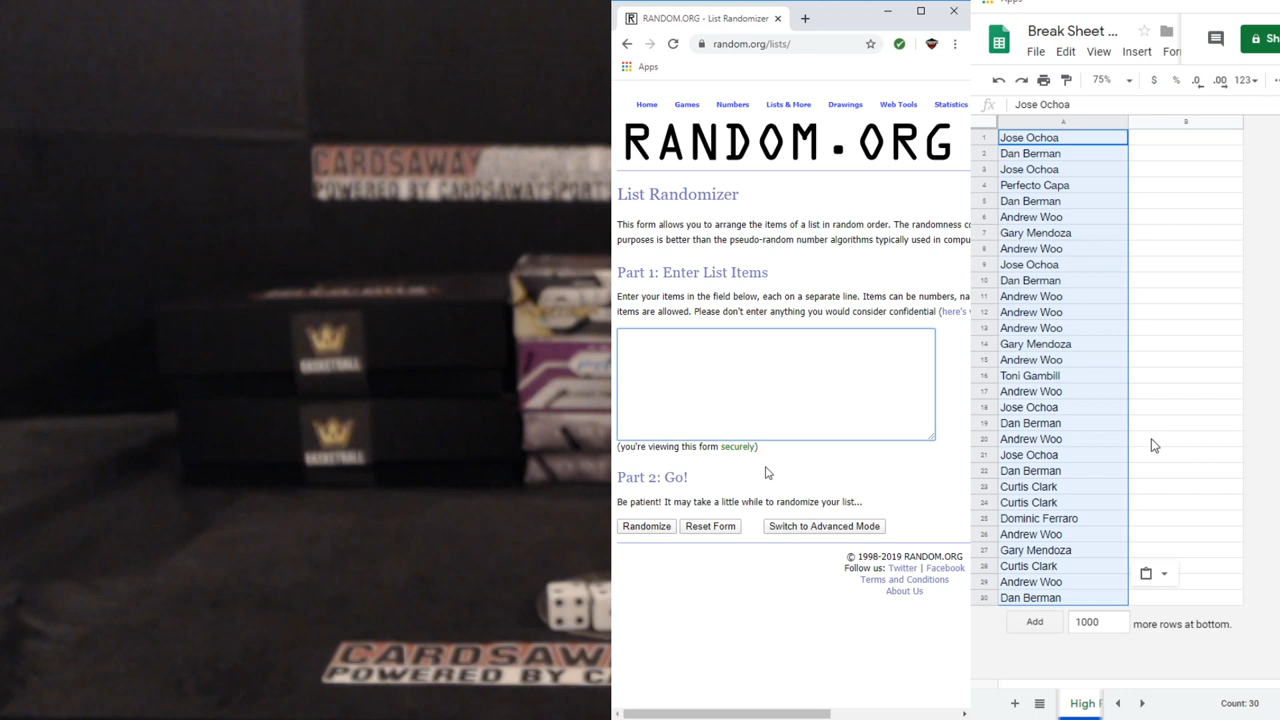 CARDSAWAY
POWERED BY CARDSAWAY
BASKETBALL
BASKETBALL
CARDSAWAY
POWERED BY CARDS
RANDOM.ORG - List Randomizer
random.org/lists/
Apps
Home Games Numbers Lists & More Drawings Web Tools Statistics
RANDOM.ORG
List Randomizer
This form allows you to arrange the items of a list in random order. The randomness co
purposes is better than the pseudo-random number algorithms typically used in compu
Part 1: Enter List Items
Enter your items in the field below, each on a separate line. Items can be numbers, na
items are allowed. Please don't enter anything you would consider confidential (here's
(you're viewing this form securely)
Part 2: Go!
Be patient! It may take a little while to randomize your list...
Randomize Reset Form Switch to Advanced Mode
© 1998-2019 RANDOM.ORG
Follow us: Twitter | Facebook
Terms and Conditions
About Us
Apps
Break Sheet ...
Sh
File Edit View Insert For
75% $ % .0 .00 123
fx Jose Ochoa
A B
1 Jose Ochoa
2 Dan Berman
3 Jose Ochoa
4 Perfecto Capa
5 Dan Berman
6 Andrew Woo
7 Gary Mendoza
8 Andrew Woo
9 Jose Ochoa
10 Dan Berman
11 Andrew Woo
12 Andrew Woo
13 Andrew Woo
14 Gary Mendoza
15 Andrew Woo
16 Toni Gambill
17 Andrew Woo
18 Jose Ochoa
19 Dan Berman
20 Andrew Woo
21 Jose Ochoa
22 Dan Berman
23 Curtis Clark
24 Curtis Clark
25 Dominic Ferraro
26 Andrew Woo
27 Gary Mendoza
28 Curtis Clark
29 Andrew Woo
30 Dan Berman
Add 1000 more rows at bottom.
High
Count: 30